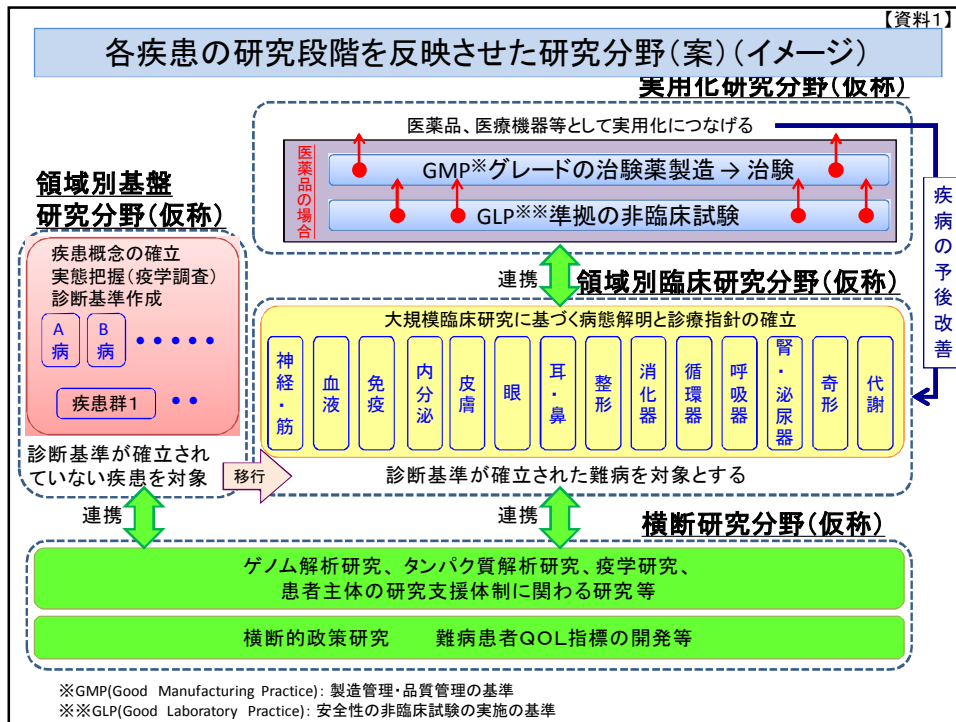 【資料1】
各疾患の研究段階を反映させた研究分野(案)(イメージ)
実用化研究分野(仮称)
医薬品、医療機器等として実用化につなげる
医薬品の場合
GMP※グレードの治験薬製造 → 治験
GLP※※準拠の非臨床試験
疾病の予後改善
領域別基盤
研究分野(仮称)
疾患概念の確立
実態把握(疫学調査)
診断基準作成
A病
B病
・・・・・
疾患群1
・・
診断基準が確立され
ていない疾患を対象
移行
連携
領域別臨床研究分野(仮称)
大規模臨床研究に基づく病態解明と診療指針の確立
神経・筋
血液
免疫
内分泌
皮膚
眼
耳・鼻
整形
消化器
循環器
呼吸器
腎・泌尿器
奇形
代謝
診断基準が確立された難病を対象とする
連携
連携
横断研究分野(仮称)
ゲノム解析研究、タンパク質解析研究、疫学研究、
患者主体の研究支援体制に関わる研究等
横断的政策研究 難病患者QOL指標の開発等
※GMP(Good Manufacturing Practice): 製造管理・品質管理の基準
※※GLP(Good Laboratory Practice): 安全性の非臨床試験の実施の基準